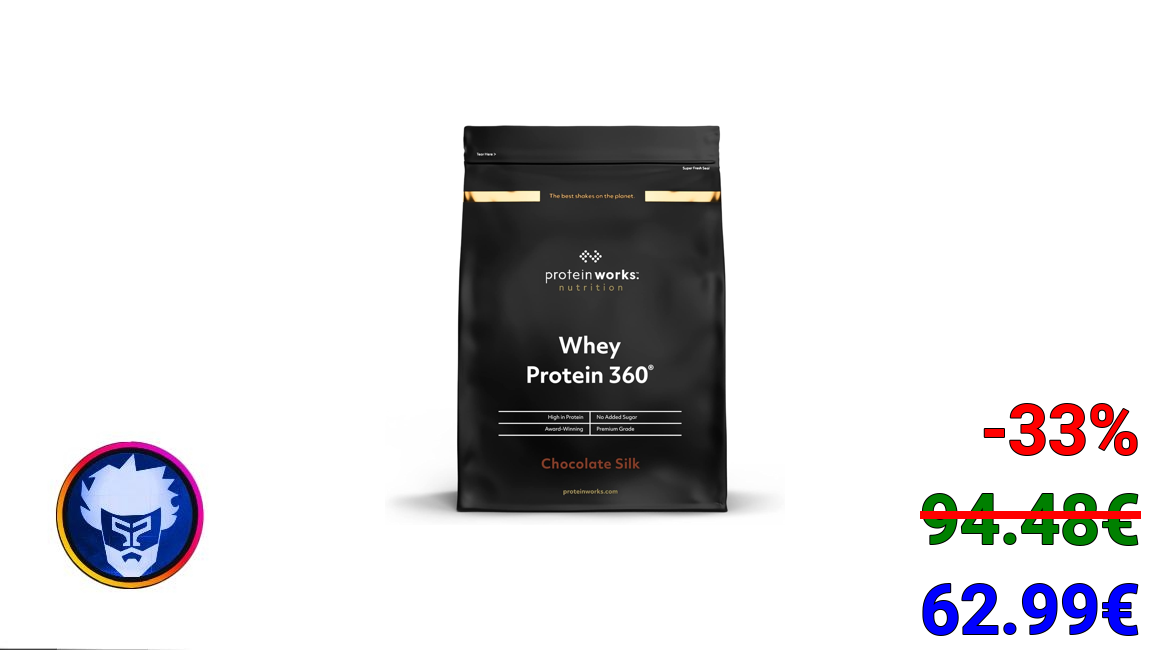 Tear Here >
Super Fresh Seal
The best shakes on the planet.
protein works:
nutrition
Whey
Protein 360®
High in Protein
No Added Sugar
Award-Winning
Premium Grade
Chocolate Silk
proteinworks.com
-33%
94.48€
62.99€